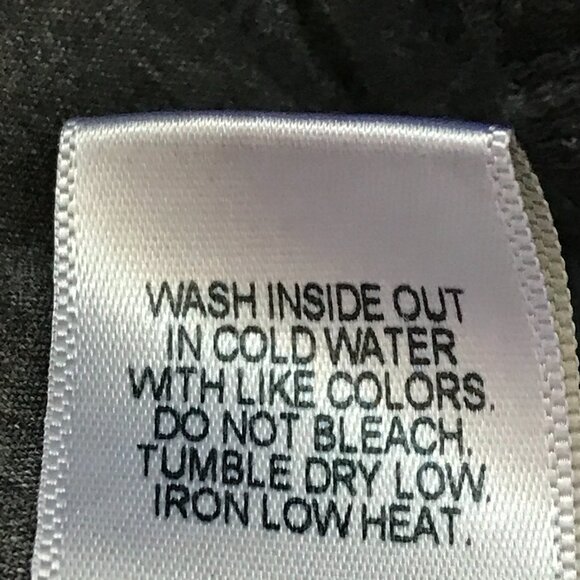 WASH INSIDE OUT
IN COLD WATER
WITH LIKE COLORS.
DO NOT BLEACH.
TUMBLE DRY LOW.
IRON LOW HEAT.